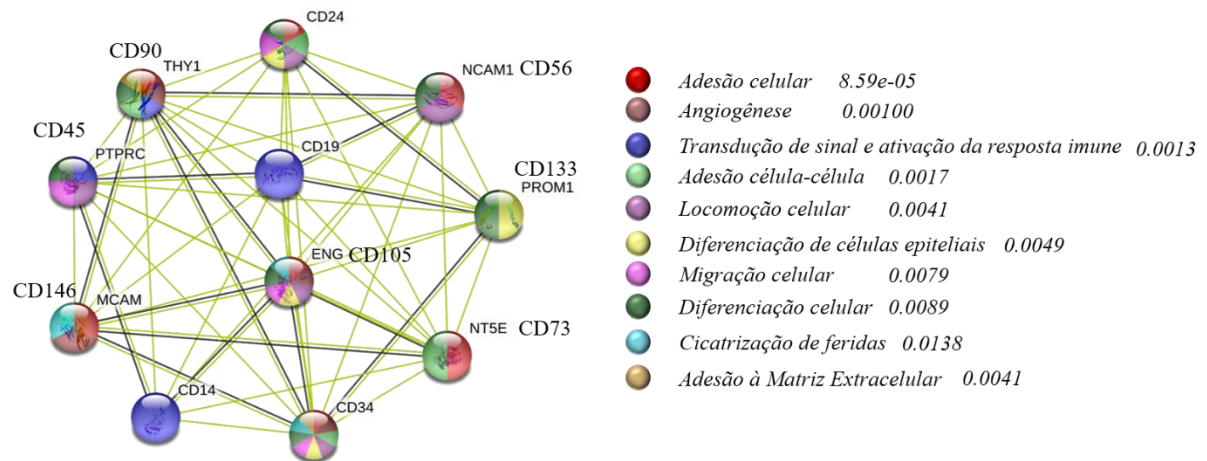 CD24
CD90
THY1
NCAM1 CD56
CD45
PTPRC
CD19
CD133
PROM1
ENG CD105
CD146
MCAM
NT5E CD73
CD14
CD34
Adesão celular 8.59e-05
Angiogênese 0.00100
Transdução de sinal e ativação da resposta imune 0.0013
Adesão célula-célula 0.0017
Locomoção celular 0.0041
Diferenciação de células epiteliais 0.0049
Migração celular 0.0079
Diferenciação celular 0.0089
Cicatrização de feridas 0.0138
Adesão à Matriz Extracelular 0.0041